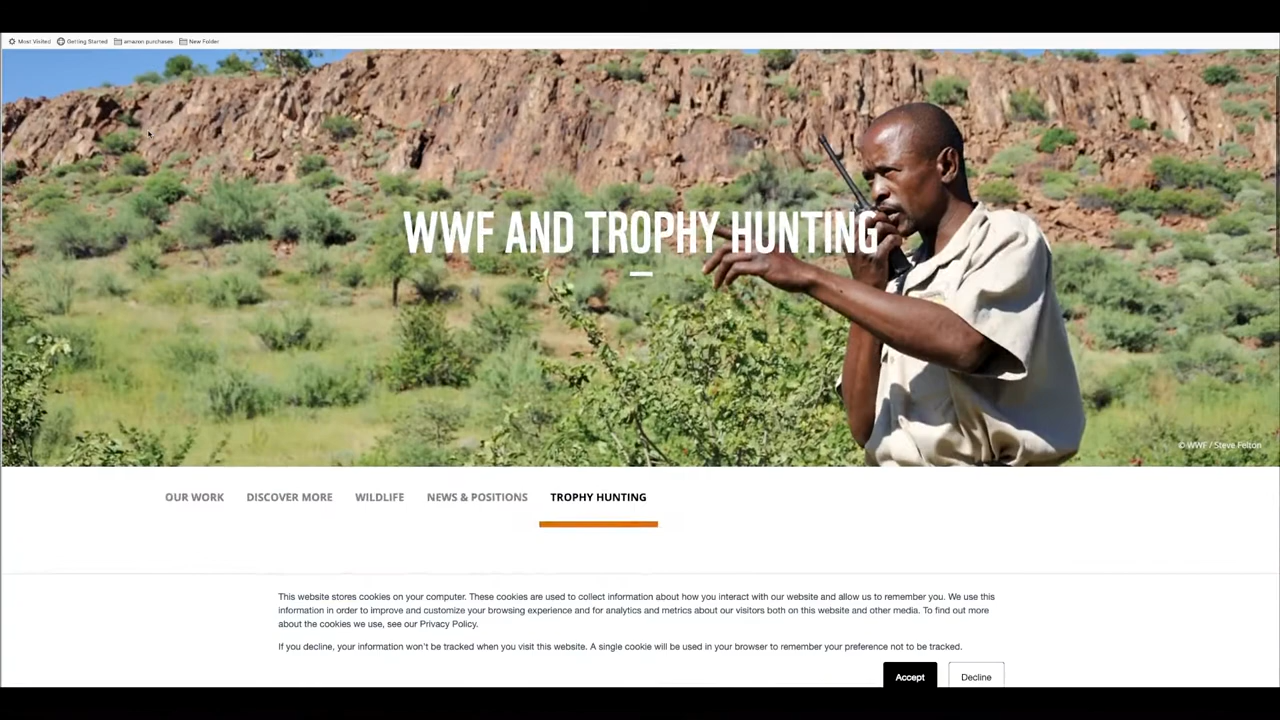 Most Visited Getting Started amazon purchases New Folder
WWF AND TROPHY HUNTING
© WWF / Steve Felton
OUR WORK DISCOVER MORE WILDLIFE NEWS & POSITIONS TROPHY HUNTING
This website stores cookies on your computer. These cookies are used to collect information about how you interact with our website and allow us to remember you. We use this
information in order to improve and customize your browsing experience and for analytics and metrics about our visitors both on this website and other media. To find out more
about the cookies we use, see our Privacy Policy.
If you decline, your information won't be tracked when you visit this website. A single cookie will be used in your browser to remember your preference not to be tracked.
Accept Decline